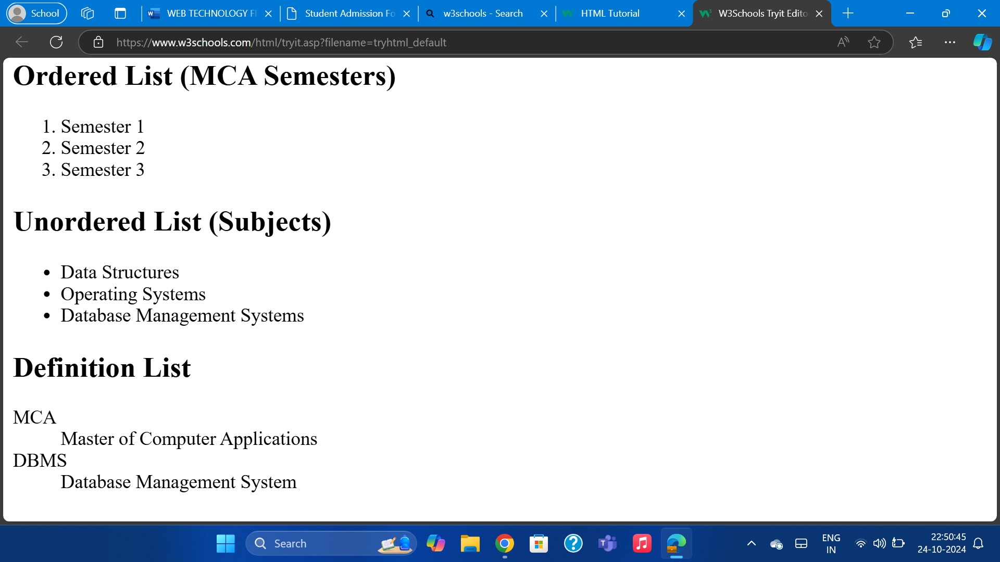 School
WEB TECHNOLOGY FI
Student Admission Fo
w3schools - Search
HTML Tutorial
W3Schools Tryit Edito
https://www.w3schools.com/html/tryit.asp?filename=tryhtml_default
Ordered List (MCA Semesters)
1. Semester 1
2. Semester 2
3. Semester 3
Unordered List (Subjects)
• Data Structures
• Operating Systems
• Database Management Systems
Definition List
MCA
Master of Computer Applications
DBMS
Database Management System
Search
ENG
IN
22:50:45
24-10-2024